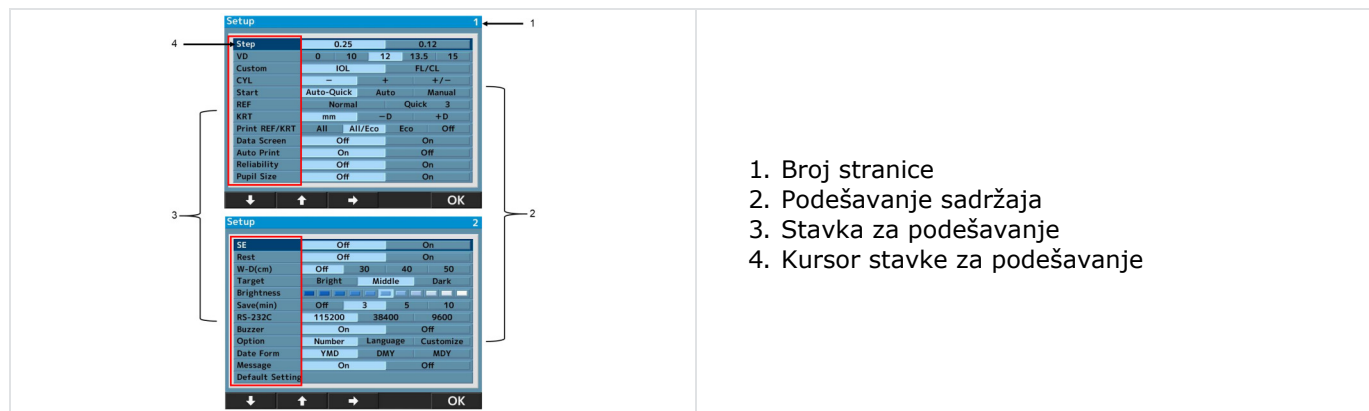 Setup 1
1
4
Step 0.25 0.12
VD 0 10 12 13.5 15
Custom IOL FL/CL
CYL − + +/−
Start Auto-Quick Auto Manual
REF Normal Quick 3
KRT mm −D +D
Print REF/KRT All All/Eco Eco Off
Data Screen Off On
Auto Print On Off
Reliability Off On
Pupil Size Off On
OK
3
2
Setup 2
SE Off On
Rest Off On
W-D(cm) Off 30 40 50
Target Bright Middle Dark
Brightness
Save(min) Off 3 5 10
RS-232C 115200 38400 9600
Buzzer On Off
Option Number Language Customize
Date Form YMD DMY MDY
Message On Off
Default Setting
OK
1. Broj stranice
2. Podešavanje sadržaja
3. Stavka za podešavanje
4. Kursor stavke za podešavanje